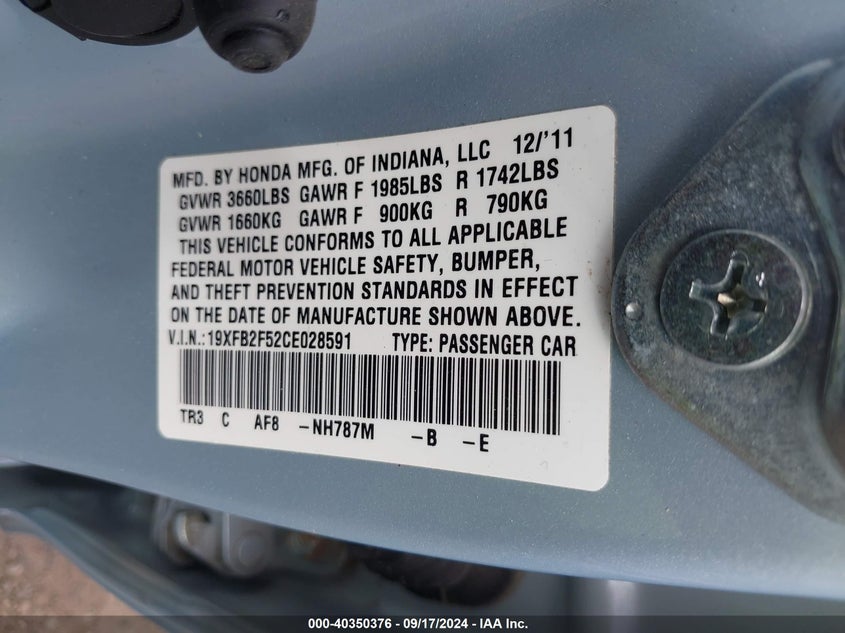 MFD. BY HONDA MFG. OF INDIANA, LLC 12/'11
GVWR 3660LBS GAWR F 1985LBS R 1742LBS
GVWR 1660KG GAWR F 900KG R 790KG
THIS VEHICLE CONFORMS TO ALL APPLICABLE
FEDERAL MOTOR VEHICLE SAFETY, BUMPER,
AND THEFT PREVENTION STANDARDS IN EFFECT
ON THE DATE OF MANUFACTURE SHOWN ABOVE.
V.I.N.:19XFB2F52CE028591 TYPE: PASSENGER CAR
TR3 C AF8 -NH787M -B -E
000-40350376 / 09/17/2024 - IAA Inc.